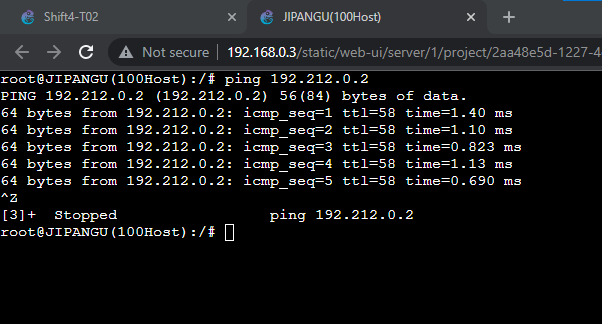 Shift4-T02
JIPANGU(100Host)
Not secure
192.168.0.3/static/web-ui/server/1/project/2aa48e5d-1227-4
root@JIPANGU(100Host):/# ping 192.212.0.2
PING 192.212.0.2 (192.212.0.2) 56(84) bytes of data.
64 bytes from 192.212.0.2: icmp_seq=1 ttl=58 time=1.40 ms
64 bytes from 192.212.0.2: icmp_seq=2 ttl=58 time=1.10 ms
64 bytes from 192.212.0.2: icmp_seq=3 ttl=58 time=0.823 ms
64 bytes from 192.212.0.2: icmp_seq=4 ttl=58 time=1.13 ms
64 bytes from 192.212.0.2: icmp_seq=5 ttl=58 time=0.690 ms
^Z
[3]+  Stopped                 ping 192.212.0.2
root@JIPANGU(100Host):/#